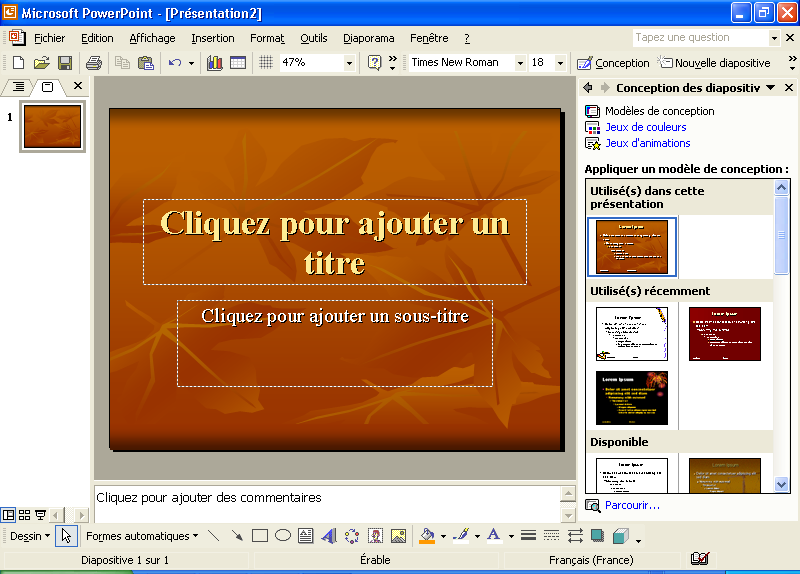 Microsoft PowerPoint - [Présentation2]
Fichier Edition Affichage Insertion Format Outils Diaporama Fenêtre ? Tapez une question
47% Times New Roman 18 Conception Nouvelle diapositive
Conception des diapositiv
1
Modèles de conception
Jeux de couleurs
Jeux d'animations
Appliquer un modèle de conception :
Utilisé(s) dans cette
présentation
Cliquez pour ajouter un
titre
Cliquez pour ajouter un sous-titre
Utilisé(s) récemment
Lorem Ipsum
Disponible
Parcourir...
Cliquez pour ajouter des commentaires
Dessin Formes automatiques
Diapositive 1 sur 1 Érable Français (France)